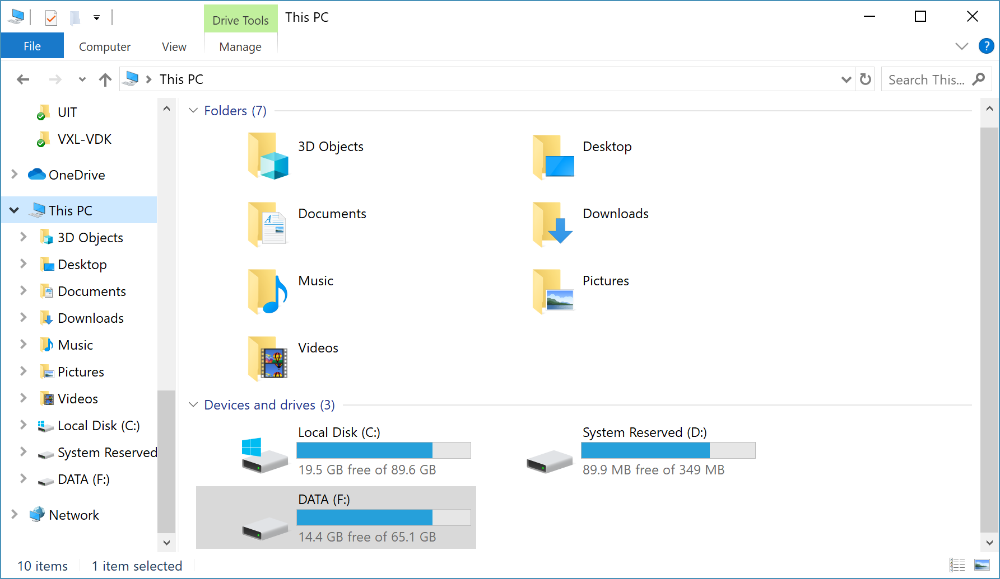 Drive Tools
This PC
File
Computer
View
Manage
?
This PC
Search This...
UIT
VXL-VDK
OneDrive
This PC
3D Objects
Desktop
Documents
Downloads
Music
Pictures
Videos
Local Disk (C:)
System Reserved
DATA (F:)
Network
Folders (7)
3D Objects
Desktop
Documents
Downloads
Music
Pictures
Videos
Devices and drives (3)
Local Disk (C:)
19.5 GB free of 89.6 GB
System Reserved (D:)
89.9 MB free of 349 MB
DATA (F:)
14.4 GB free of 65.1 GB
10 items
1 item selected